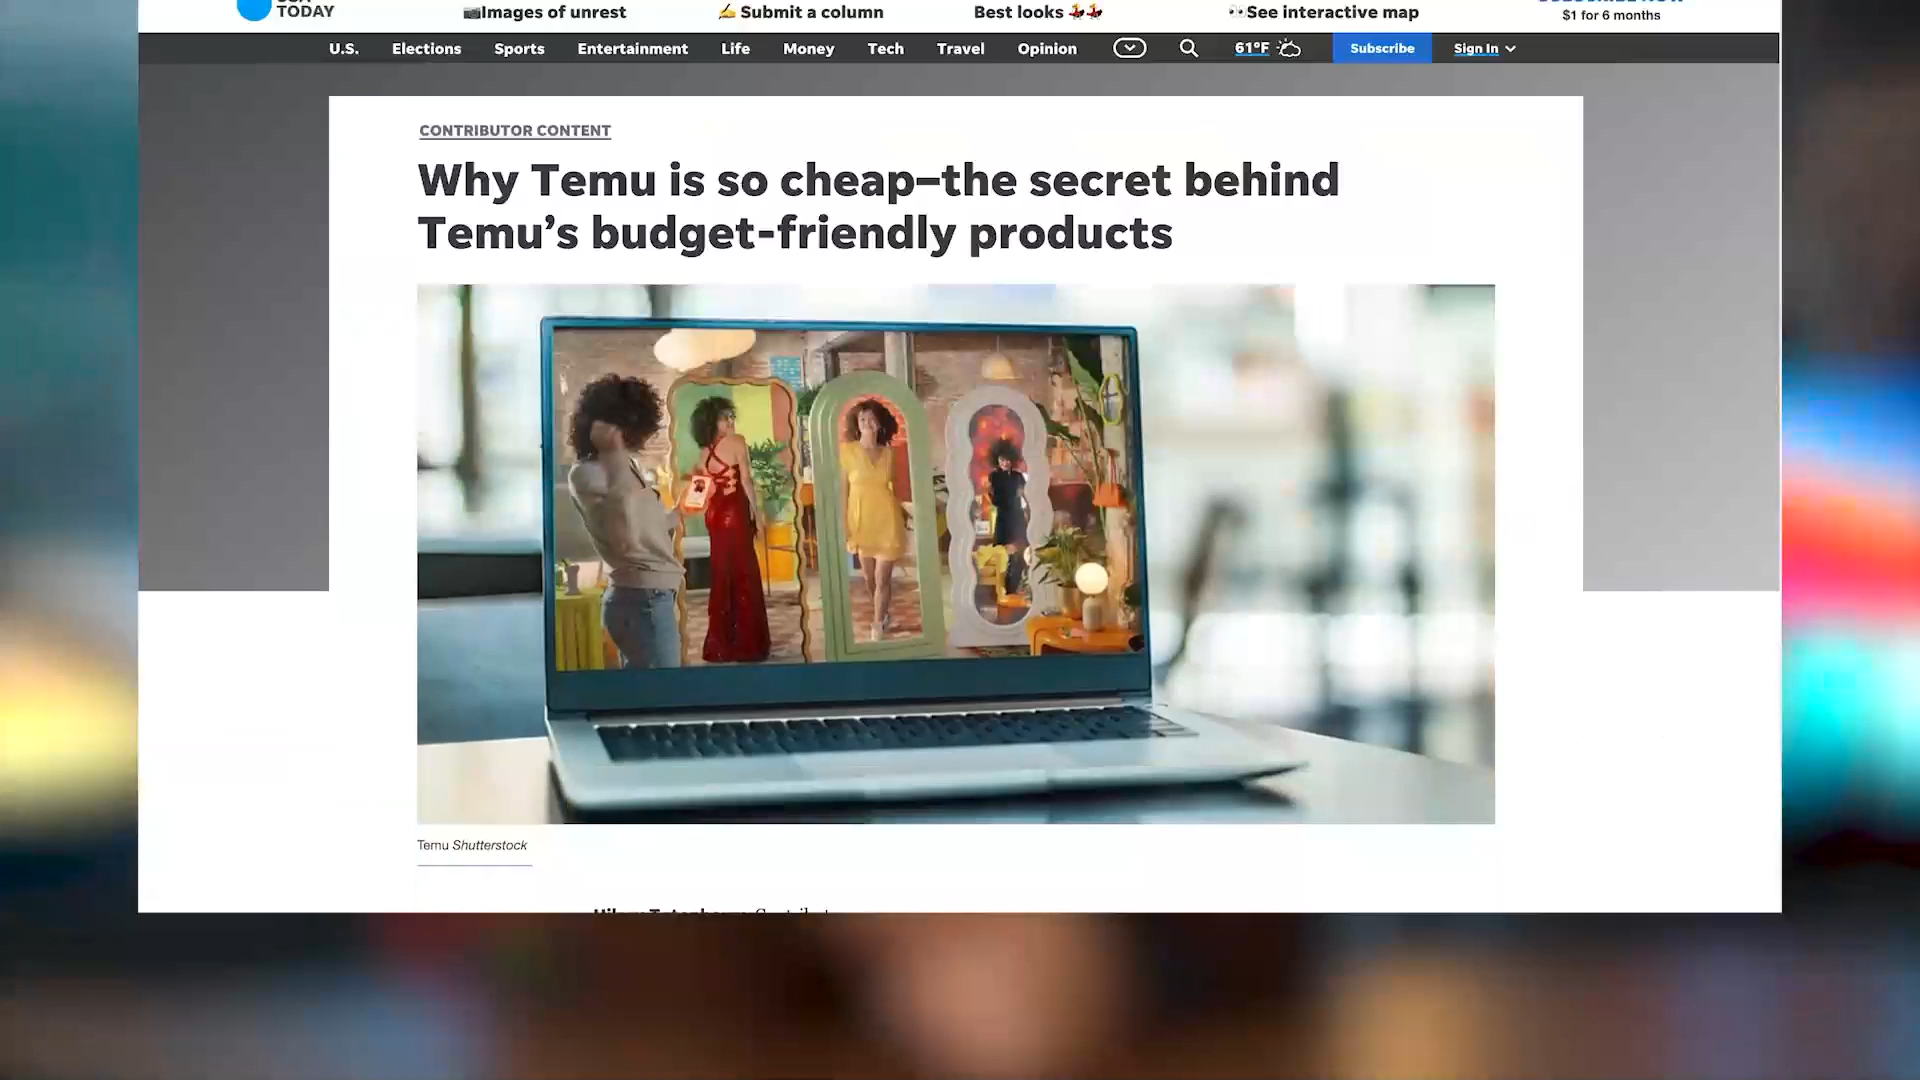 TODAY
📷Images of unrest
✍️ Submit a column
Best looks 💃💃
👀See interactive map
$1 for 6 months
U.S. Elections Sports Entertainment Life Money Tech Travel Opinion 61°F Subscribe Sign In
CONTRIBUTOR CONTENT
Why Temu is so cheap–the secret behind
Temu's budget-friendly products
Temu Shutterstock